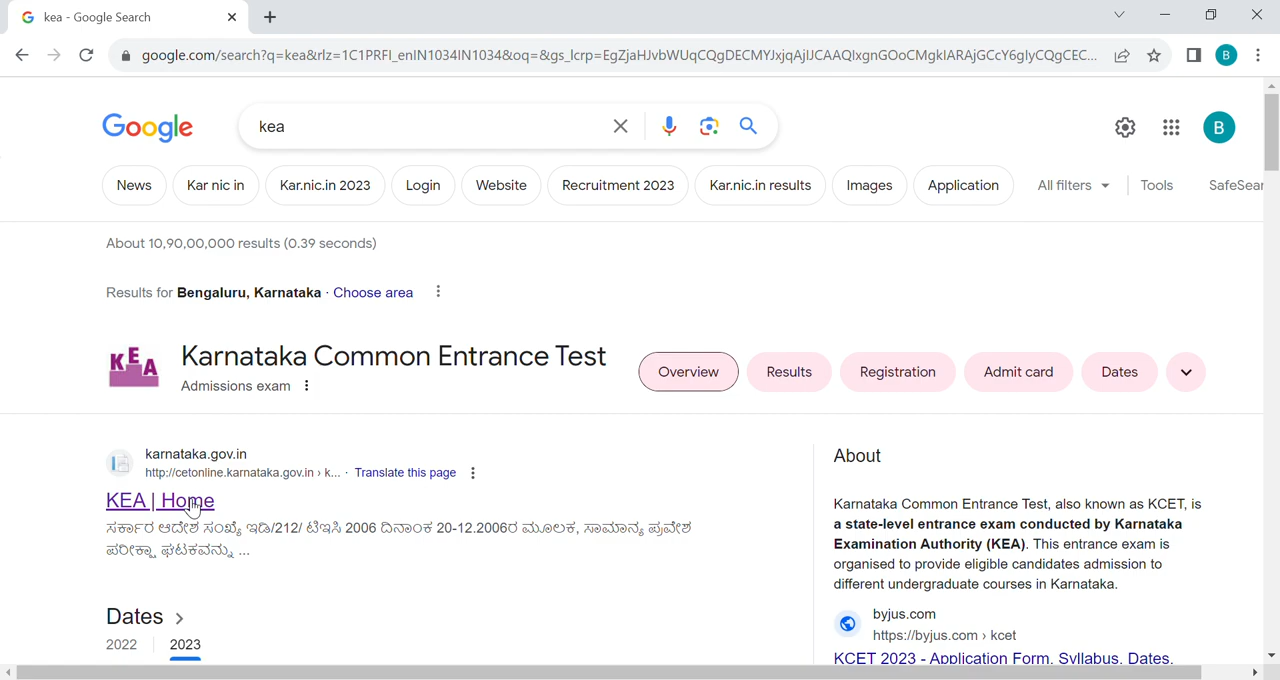 kea - Google Search
google.com/search?q=kea&rlz=1C1PRFI_enIN1034IN1034&oq=&gs_lcrp=EgZjaHJvbWUqCQgDECMYJxjqAjIJCAAQIxgnGOoCMgkIARAjGCcY6gIyCQgCEC...
B
Google
kea
B
News
Kar nic in
Kar.nic.in 2023
Login
Website
Recruitment 2023
Kar.nic.in results
Images
Application
All filters
Tools
SafeSear
About 10,90,00,000 results (0.39 seconds)
Results for Bengaluru, Karnataka · Choose area
KEA
Karnataka Common Entrance Test
Admissions exam
Overview
Results
Registration
Admit card
Dates
karnataka.gov.in
http://cetonline.karnataka.gov.in › k... · Translate this page
KEA | Home
ಸರ್ಕಾರ ಆದೇಶ ಸಂಖ್ಯೆ ಇಡಿ/212/ ಟಿಇಸಿ 2006 ದಿನಾಂಕ 20-12.2006ರ ಮೂಲಕ, ಸಾಮಾನ್ಯ ಪ್ರವೇಶ
ಪರೀಕ್ಷಾ ಘಟಕವನ್ನು ...
Dates
2022
2023
About
Karnataka Common Entrance Test, also known as KCET, is
a state-level entrance exam conducted by Karnataka
Examination Authority (KEA). This entrance exam is
organised to provide eligible candidates admission to
different undergraduate courses in Karnataka.
byjus.com
https://byjus.com › kcet
KCET 2023 - Application Form, Syllabus, Dates,